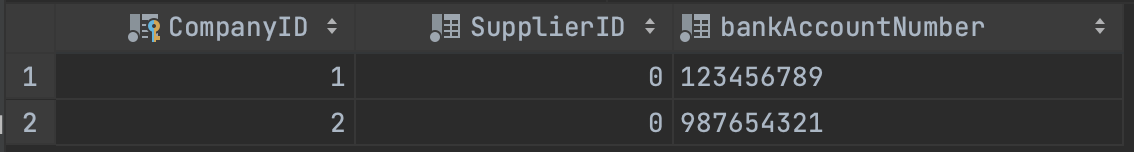 CompanyID SupplierID bankAccountNumber
1 1 0 123456789
2 2 0 987654321